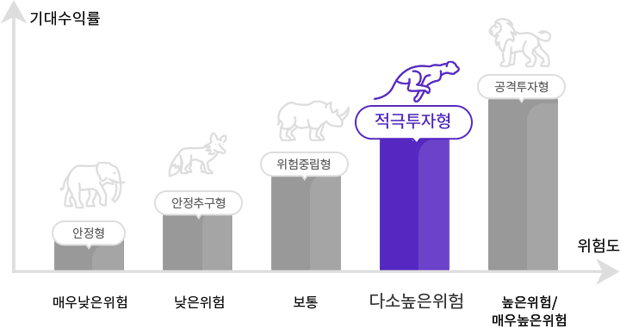 기대수익률
공격투자형
적극투자형
위험중립형
안정추구형
안정형
위험도
매우낮은위험
낮은위험
보통
다소높은위험
높은위험/
매우높은위험